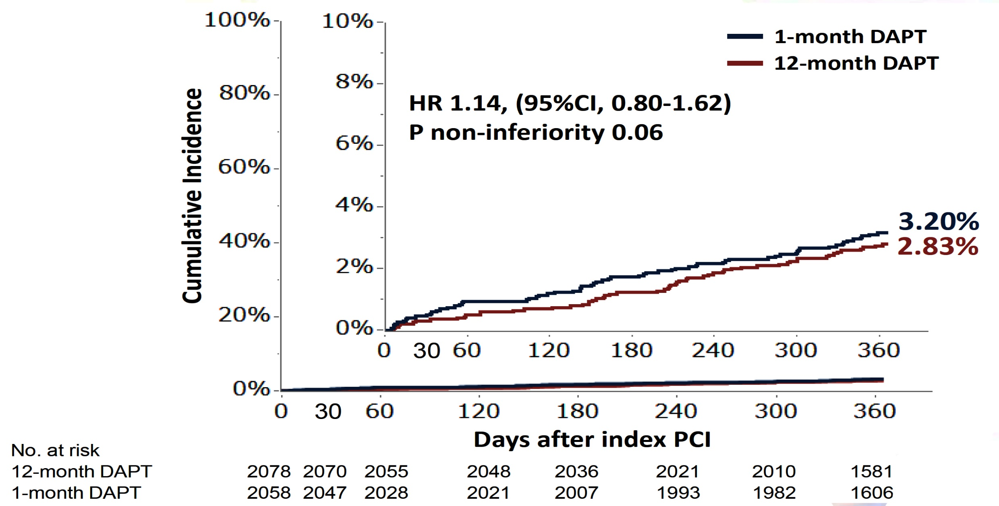 1-month DAPT
12-month DAPT
HR 1.14, (95%CI, 0.80-1.62)
P non-inferiority 0.06
Cumulative Incidence
100%
80%
60%
40%
20%
0%
10%
8%
6%
4%
2%
0%
3.20%
2.83%
0 30 60 120 180 240 300 360
0 30 60 120 180 240 300 360
Days after index PCI
No. at risk
12-month DAPT 2078 2070 2055 2048 2036 2021 2010 1581
1-month DAPT 2058 2047 2028 2021 2007 1993 1982 1606